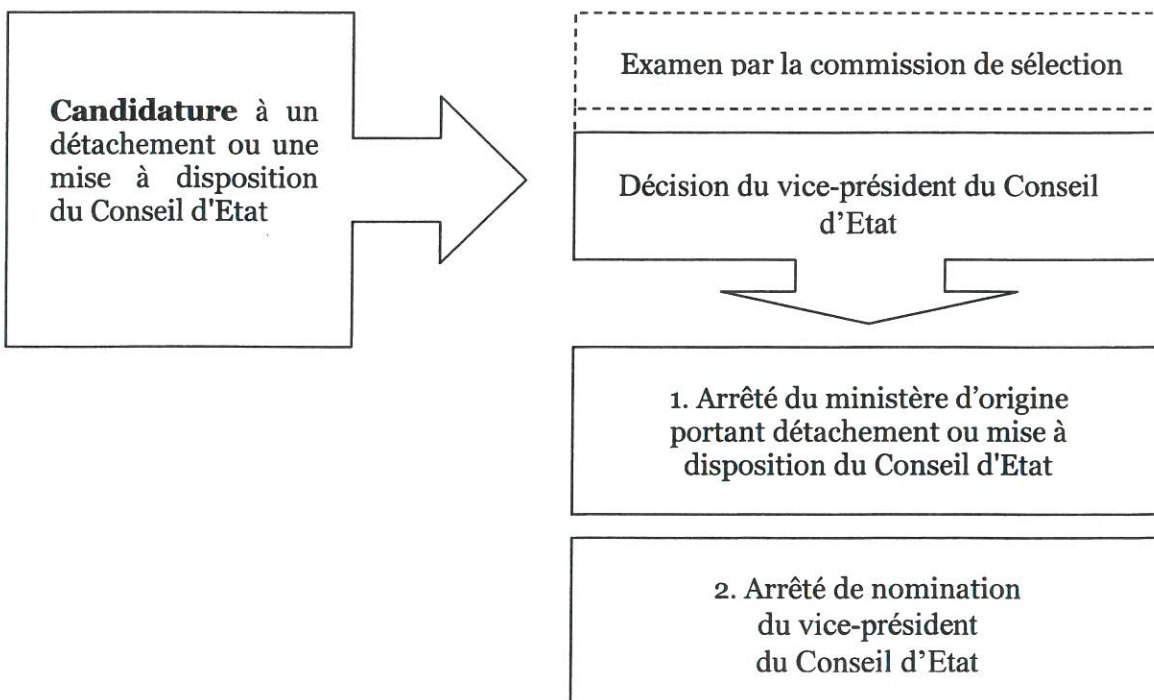 Candidature à un
détachement ou une
mise à disposition
du Conseil d'Etat
Examen par la commission de sélection
Décision du vice-président du Conseil
d’Etat
1. Arrêté du ministère d’origine
portant détachement ou mise à
disposition du Conseil d'Etat
2. Arrêté de nomination
du vice-président
du Conseil d’Etat